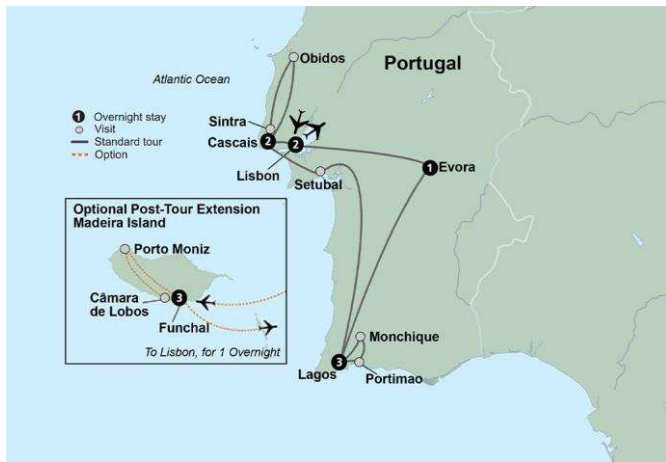 Obidos
Portugal
Atlantic Ocean
1 Overnight stay
Visit
Standard tour
Option
Sintra
Cascais
2
2
Lisbon
Setubal
1
Evora
Optional Post-Tour Extension
Madeira Island
Porto Moniz
Câmara
de Lobos
3
Funchal
To Lisbon, for 1 Overnight
Monchique
3
Lagos
Portimao